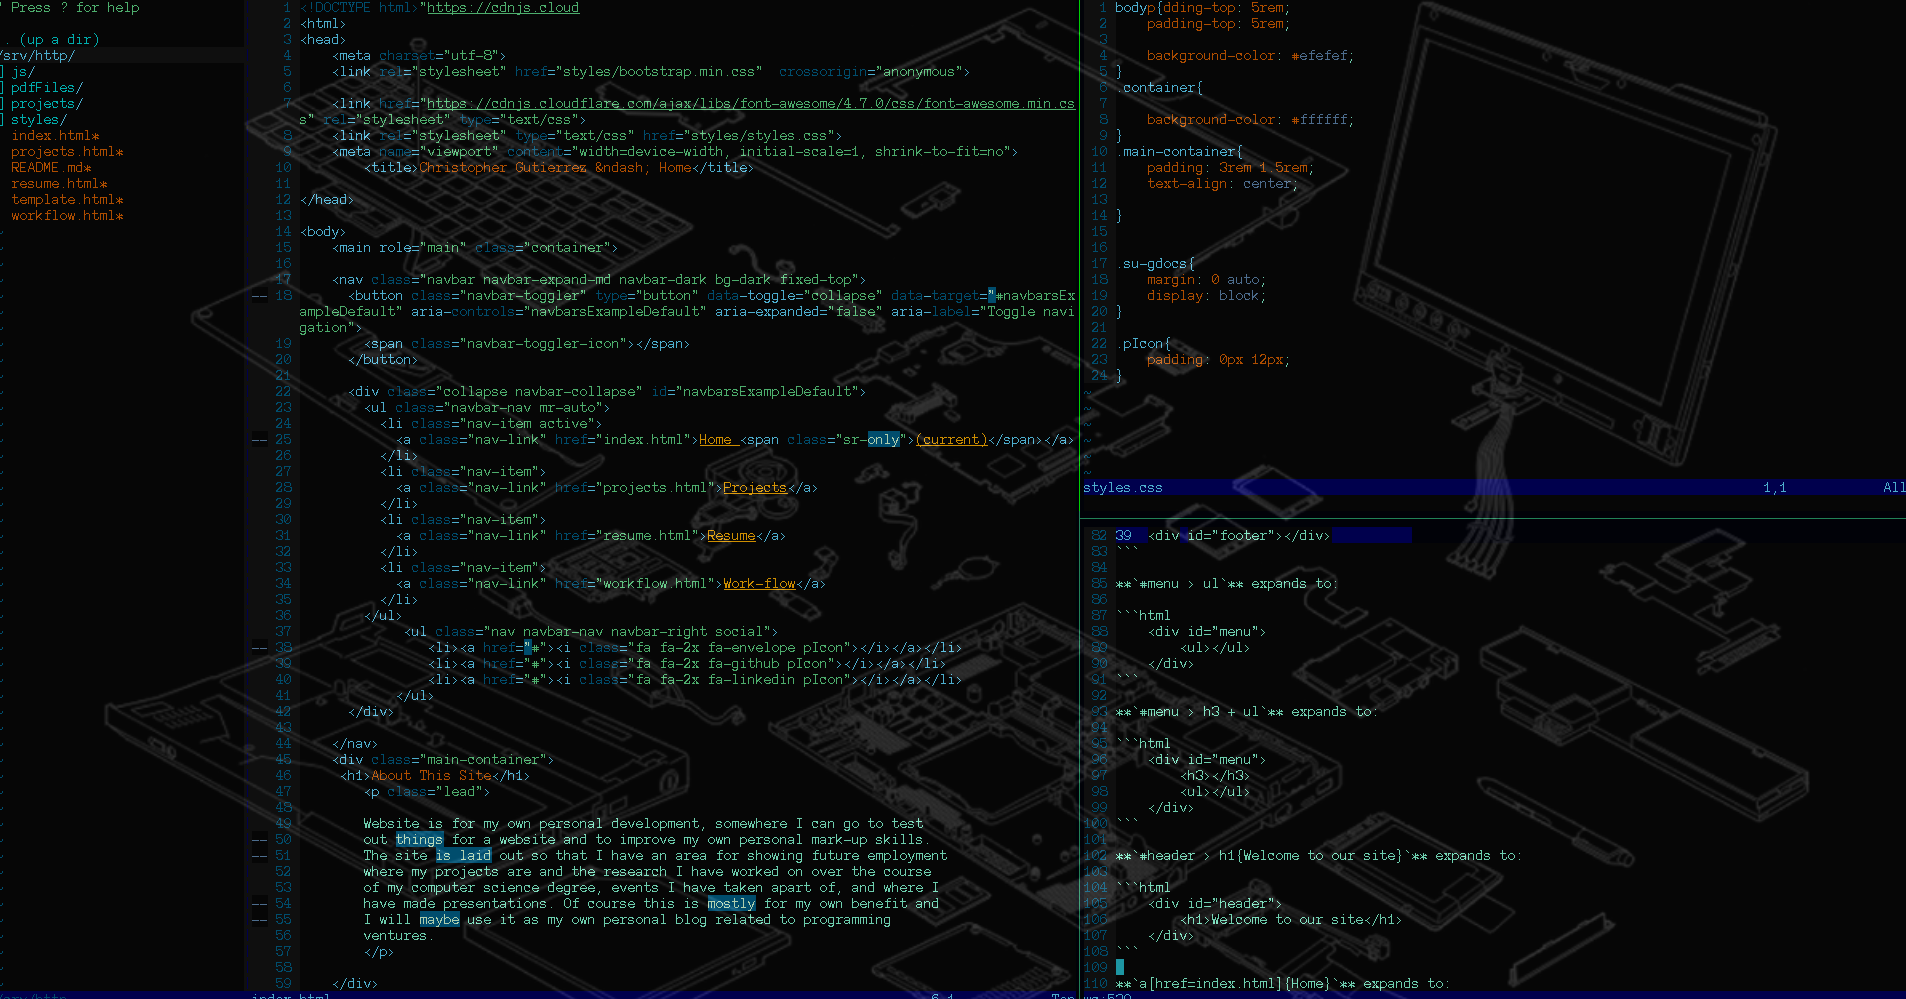 " Press ? for help
.. (up a dir)
/srv/http/
] js/
] pdfFiles/
] projects/
] styles/
index.html*
projects.html*
README.md*
resume.html*
template.html*
workflow.html*
1 <!DOCTYPE html>"https://cdnjs.cloud
2 <html>
3 <head>
4 <meta charset="utf-8">
5 <link rel="stylesheet" href="styles/bootstrap.min.css"  crossorigin="anonymous">
6
7 <link href="https://cdnjs.cloudflare.com/ajax/libs/font-awesome/4.7.0/css/font-awesome.min.cs
s" rel="stylesheet" type="text/css">
8 <link rel="stylesheet" type="text/css" href="styles/styles.css">
9 <meta name="viewport" content="width=device-width, initial-scale=1, shrink-to-fit=no">
10 <title>Christopher Gutierrez &ndash; Home</title>
11
12 </head>
13
14 <body>
15 <main role="main" class="container">
16
17 <nav class="navbar navbar-expand-md navbar-dark bg-dark fixed-top">
-- 18 <button class="navbar-toggler" type="button" data-toggle="collapse" data-target="#navbarsEx
ampleDefault" aria-controls="navbarsExampleDefault" aria-expanded="false" aria-label="Toggle navi
gation">
19 <span class="navbar-toggler-icon"></span>
20 </button>
21
22 <div class="collapse navbar-collapse" id="navbarsExampleDefault">
23 <ul class="navbar-nav mr-auto">
24 <li class="nav-item active">
-- 25 <a class="nav-link" href="index.html">Home <span class="sr-only">(current)</span></a>
26 </li>
27 <li class="nav-item">
28 <a class="nav-link" href="projects.html">Projects</a>
29 </li>
30 <li class="nav-item">
31 <a class="nav-link" href="resume.html">Resume</a>
32 </li>
33 <li class="nav-item">
34 <a class="nav-link" href="workflow.html">Work-flow</a>
35 </li>
36 </ul>
37 <ul class="nav navbar-nav navbar-right social">
-- 38 <li><a href="#"><i class="fa fa-2x fa-envelope pIcon"></i></a></li>
39 <li><a href="#"><i class="fa fa-2x fa-github pIcon"></i></a></li>
40 <li><a href="#"><i class="fa fa-2x fa-linkedin pIcon"></i></a></li>
41 </ul>
42 </div>
43
44 </nav>
45 <div class="main-container">
46 <h1>About This Site</h1>
47 <p class="lead">
48
49 Website is for my own personal development, somewhere I can go to test
-- 50 out things for a website and to improve my own personal mark-up skills.
-- 51 The site is laid out so that I have an area for showing future employment
52 where my projects are and the research I have worked on over the course
53 of my computer science degree, events I have taken apart of, and where I
-- 54 have made presentations. Of course this is mostly for my own benefit and
-- 55 I will maybe use it as my own personal blog related to programming
56 ventures.
57 </p>
58
59 </div>
/srv/http index.html 6,1 Top
1 bodyp{dding-top: 5rem;
2 padding-top: 5rem;
3
4 background-color: #efefef;
5 }
6 .container{
7
8 background-color: #ffffff;
9 }
10 .main-container{
11 padding: 3rem 1.5rem;
12 text-align: center;
13
14 }
15
16
17 .su-gdocs{
18 margin: 0 auto;
19 display: block;
20 }
21
22 .pIcon{
23 padding: 0px 12px;
24 }
~
~
~
~
~
~
styles.css 1,1 All
82 39 <div id="footer"></div>
83 ```
84
85 **`#menu > ul`** expands to:
86
87 ```html
88 <div id="menu">
89 <ul></ul>
90 </div>
91 ```
92
93 **`#menu > h3 + ul`** expands to:
94
95 ```html
96 <div id="menu">
97 <h3></h3>
98 <ul></ul>
99 </div>
100 ```
101
102 **`#header > h1{Welcome to our site}`** expands to:
103
104 ```html
105 <div id="header">
106 <h1>Welcome to our site</h1>
107 </div>
108 ```
109
110 **`a[href=index.html]{Home}`** expands to: